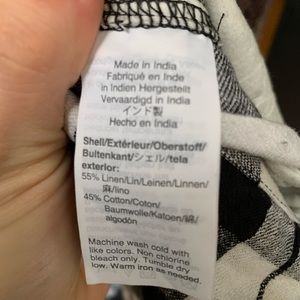 Made in India
Fabriqué en Inde
in Indien Hergestellt
Vervaardigd in India
インド製
Hecho en India
Shell/Extérieur/Oberstoff/
Buitenkant/シェル/tela
exterior:
55% Linen/Lin/Leinen/Linnen/
麻/lino
45% Cotton/Coton/
Baumwolle/Katoen/綿/
algodón
Machine wash cold with
like colors. Non chlorine
bleach only. Tumble dry
low. Warm iron as needed.